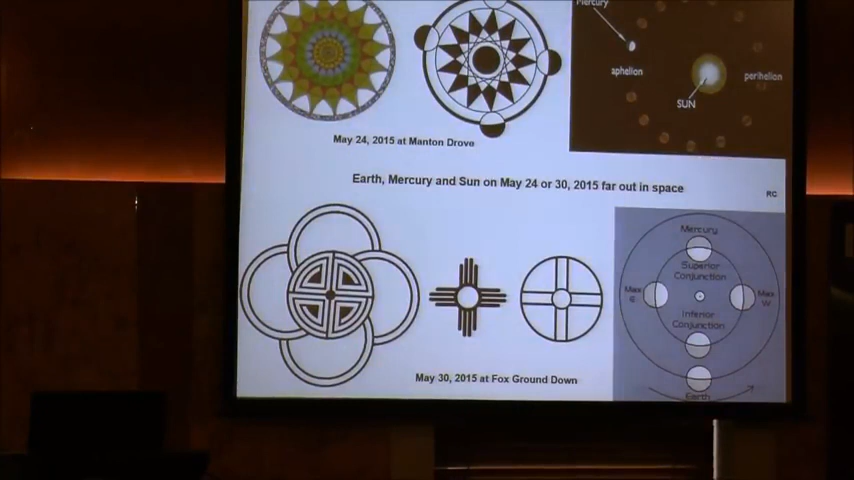 Mercury
aphelion
perihelion
SUN
May 24, 2015 at Manton Drove
Earth, Mercury and Sun on May 24 or 30, 2015 far out in space
RC
Mercury
Superior
Conjunction
Max
E
Max
W
Inferior
Conjunction
Earth
May 30, 2015 at Fox Ground Down